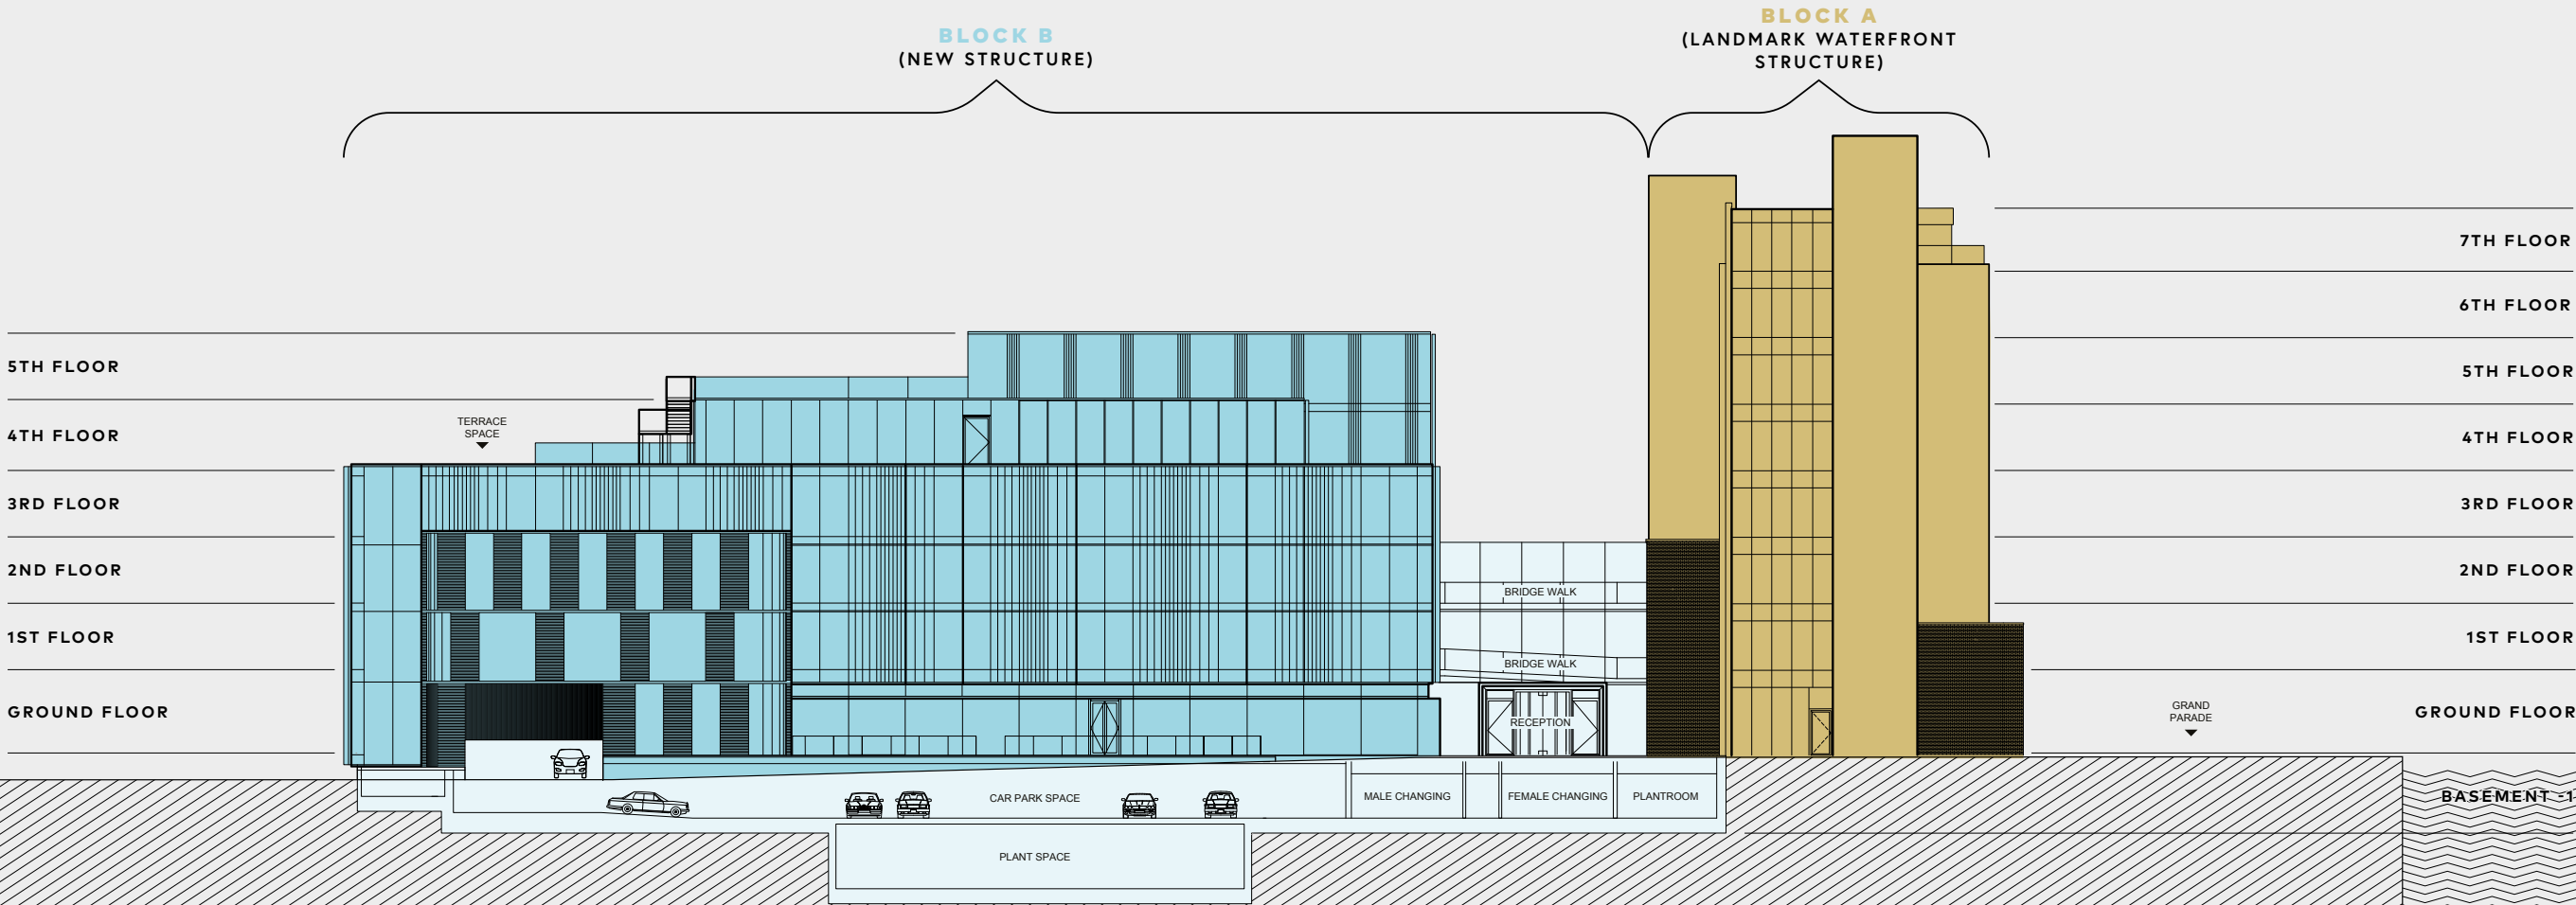 BLOCK B
(NEW STRUCTURE)
BLOCK A
(LANDMARK WATERFRONT
STRUCTURE)
5TH FLOOR
4TH FLOOR
3RD FLOOR
2ND FLOOR
1ST FLOOR
GROUND FLOOR
TERRACE
SPACE
BRIDGE WALK
BRIDGE WALK
RECEPTION
CAR PARK SPACE
MALE CHANGING
FEMALE CHANGING
PLANTROOM
PLANT SPACE
7TH FLOOR
6TH FLOOR
5TH FLOOR
4TH FLOOR
3RD FLOOR
2ND FLOOR
1ST FLOOR
GRAND
PARADE
GROUND FLOOR
BASEMENT -1